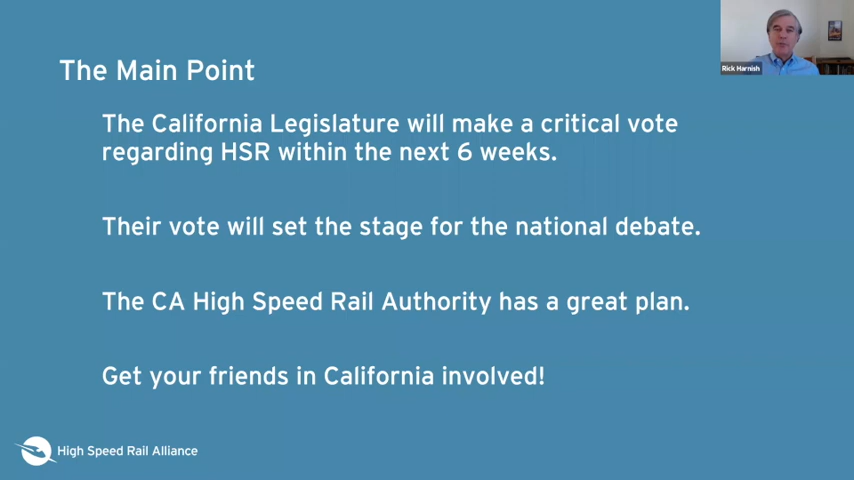 Rick Harnish
The Main Point
The California Legislature will make a critical vote
regarding HSR within the next 6 weeks.
Their vote will set the stage for the national debate.
The CA High Speed Rail Authority has a great plan.
Get your friends in California involved!
High Speed Rail Alliance